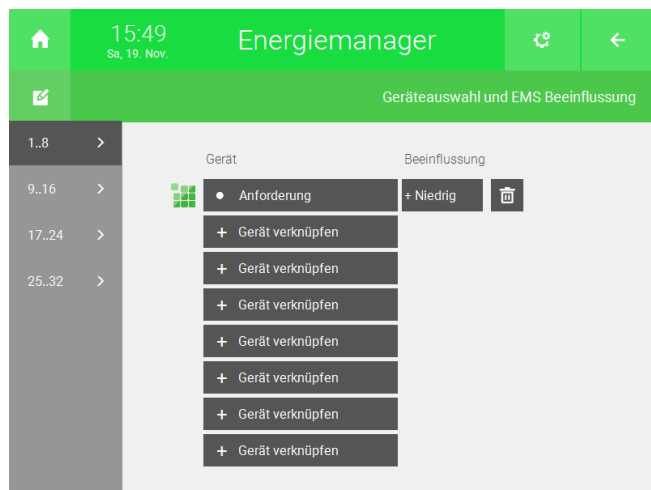 15:49
Sa, 19. Nov.
Energiemanager
Geräteauswahl und EMS Beeinflussung
1..8
9..16
17..24
25..32
Gerät Beeinflussung
Anforderung + Niedrig
+ Gerät verknüpfen
+ Gerät verknüpfen
+ Gerät verknüpfen
+ Gerät verknüpfen
+ Gerät verknüpfen
+ Gerät verknüpfen
+ Gerät verknüpfen